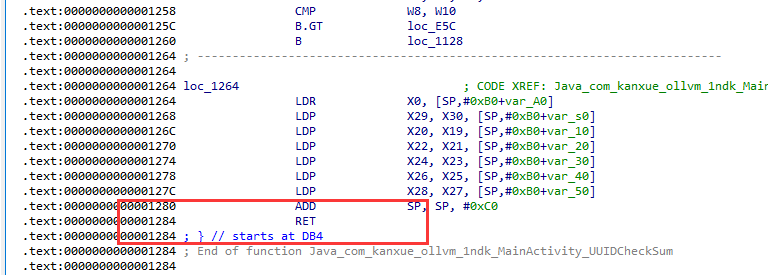 .text:0000000000001258 CMP W8, W10
.text:000000000000125C B.GT loc_E5C
.text:0000000000001260 B loc_1128
.text:0000000000001264 ; ---------------------------------------------------------------------------
.text:0000000000001264
.text:0000000000001264 loc_1264 ; CODE XREF: Java_com_kanxue_ollvm_1ndk_Main
.text:0000000000001264 LDR X0, [SP,#0xB0+var_A0]
.text:0000000000001268 LDP X29, X30, [SP,#0xB0+var_s0]
.text:000000000000126C LDP X20, X19, [SP,#0xB0+var_10]
.text:0000000000001270 LDP X22, X21, [SP,#0xB0+var_20]
.text:0000000000001274 LDP X24, X23, [SP,#0xB0+var_30]
.text:0000000000001278 LDP X26, X25, [SP,#0xB0+var_40]
.text:000000000000127C LDP X28, X27, [SP,#0xB0+var_50]
.text:0000000000001280 ADD SP, SP, #0xC0
.text:0000000000001284 RET
.text:0000000000001284 ; } // starts at DB4
.text:0000000000001284 ; End of function Java_com_kanxue_ollvm_1ndk_MainActivity_UUIDCheckSum
.text:0000000000001284